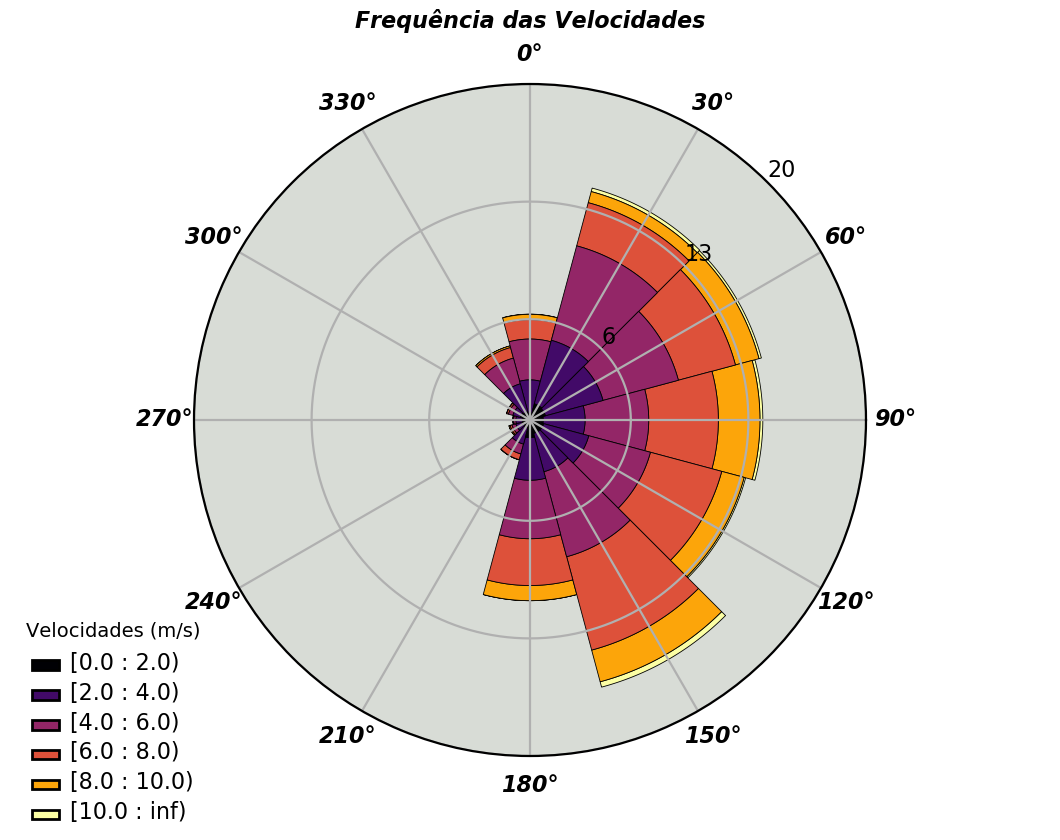 Frequência das Velocidades
0°
330°
30°
20
300°
60°
13
6
270°
90°
240°
120°
210°
150°
180°
Velocidades (m/s)
[0.0 : 2.0)
[2.0 : 4.0)
[4.0 : 6.0)
[6.0 : 8.0)
[8.0 : 10.0)
[10.0 : inf)